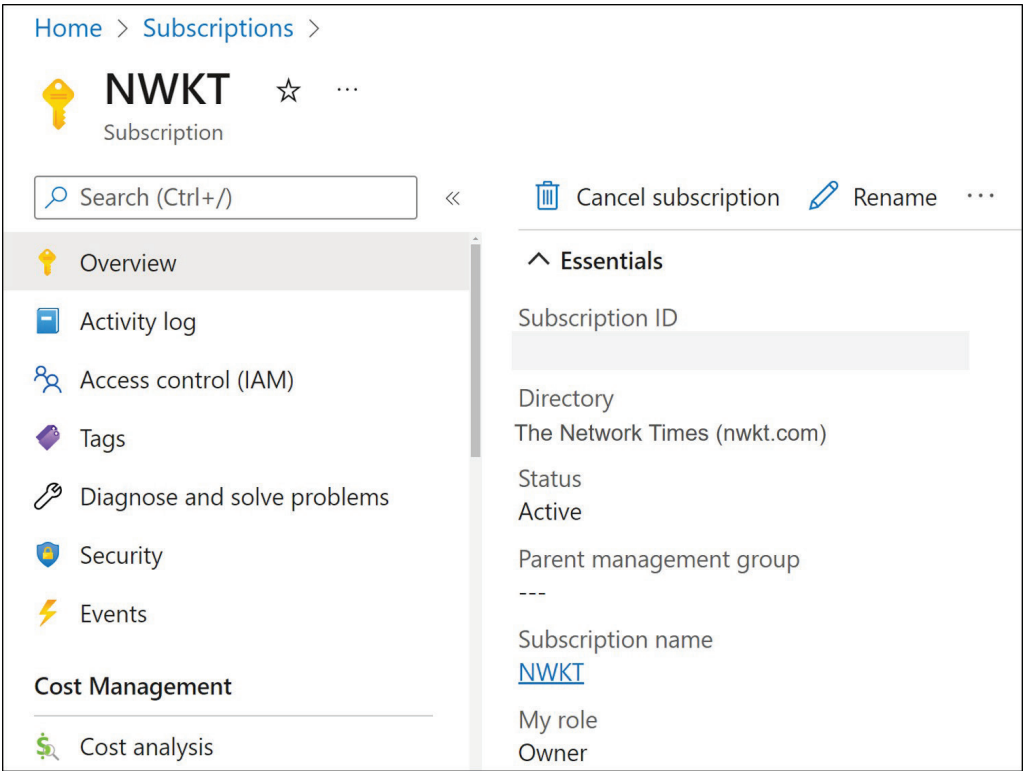 Home > Subscriptions >
NWKT ☆ ...
Subscription
Search (Ctrl+/) «
Overview
Activity log
Access control (IAM)
Tags
Diagnose and solve problems
Security
Events
Cost Management
Cost analysis
Cancel subscription Rename ...
Essentials
Subscription ID
Directory
The Network Times (nwkt.com)
Status
Active
Parent management group
---
Subscription name
NWKT
My role
Owner